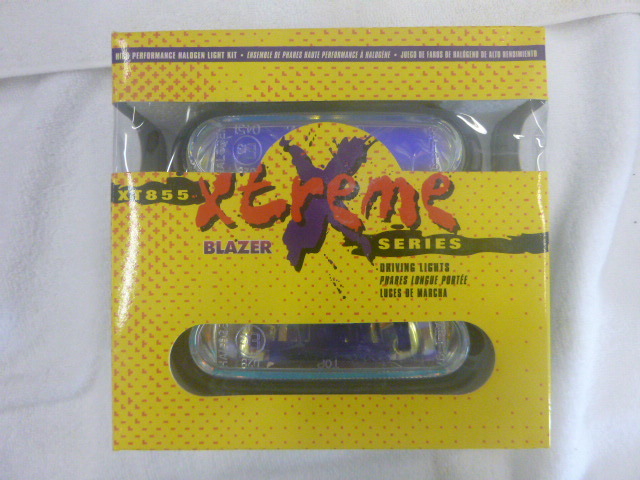 HIGH PERFORMANCE HALOGEN LIGHT KIT • ENSEMBLE DE PHARES HAUTE PERFORMANCE A HALOGÈNE • JUEGO DE FAROS DE HALÓGENO DE ALTO RENDIMIENTO
XT855
xtreme
X
BLAZER
SERIES
DRIVING LIGHTS
PHARES LONGUE PORTÉE
LUCES DE MARCHA
TOP